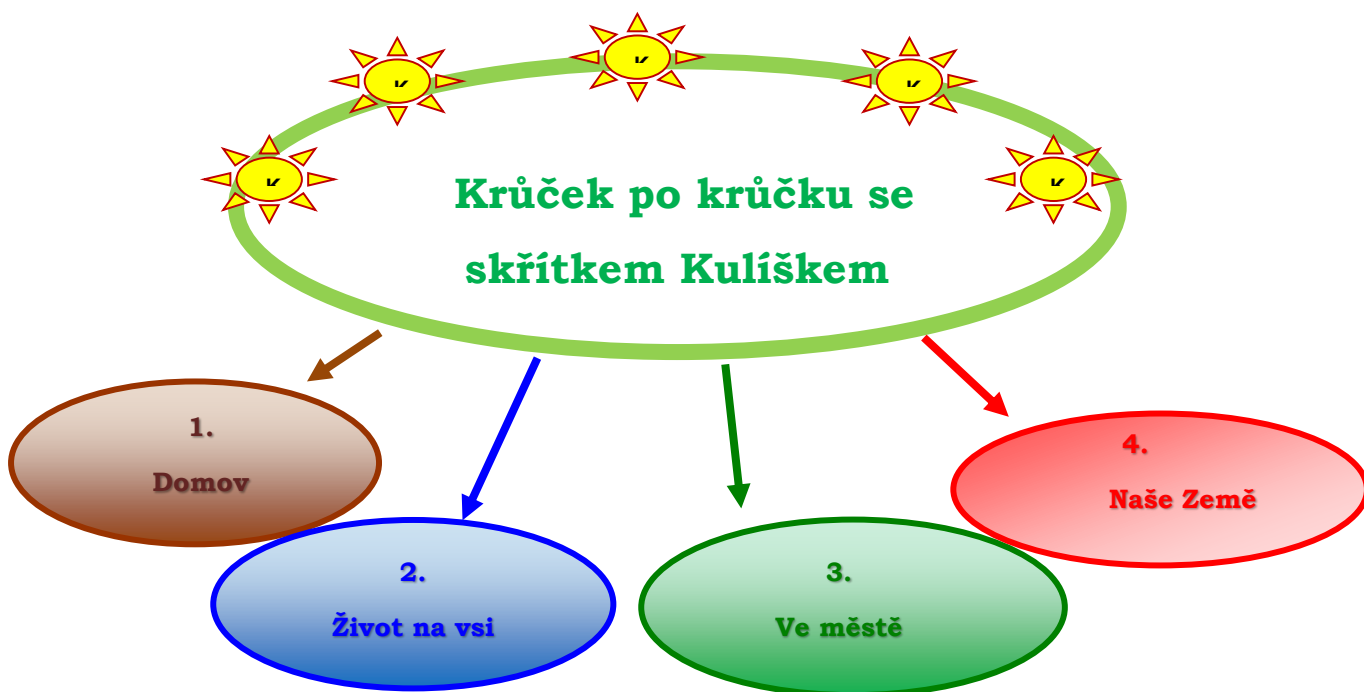 Krůček po krůčku se
skřítkem Kulíškem
1.
Domov
2.
Život na vsi
3.
Ve městě
4.
Naše Země